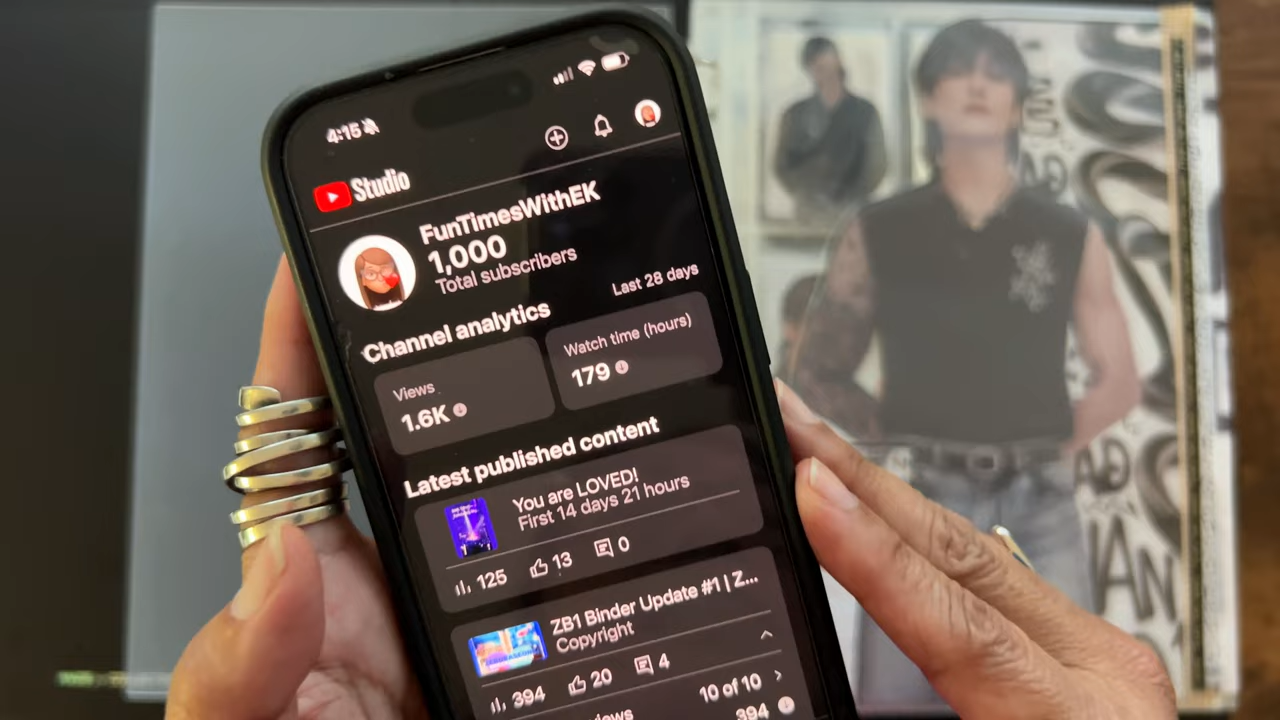 4:15
Studio
FunTimesWithEK
1,000
Total subscribers
Channel analytics
Last 28 days
Views
1.6K
Watch time (hours)
179
Latest published content
You are LOVED!
First 14 days 21 hours
125
13
0
ZB1 Binder Update #1 | Z...
Copyright
394
20
4
10 of 10
394